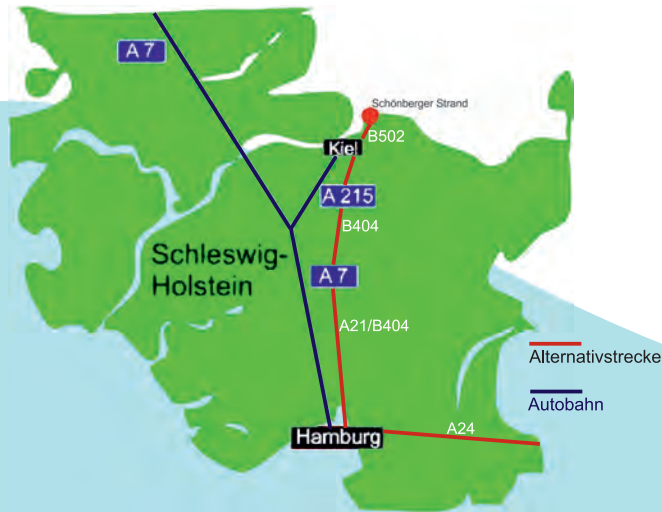 A 7
Schönberger Strand
B502
Kiel
A 215
B404
Schleswig-
Holstein
A 7
A21/B404
Alternativstrecke
Autobahn
Hamburg
A24